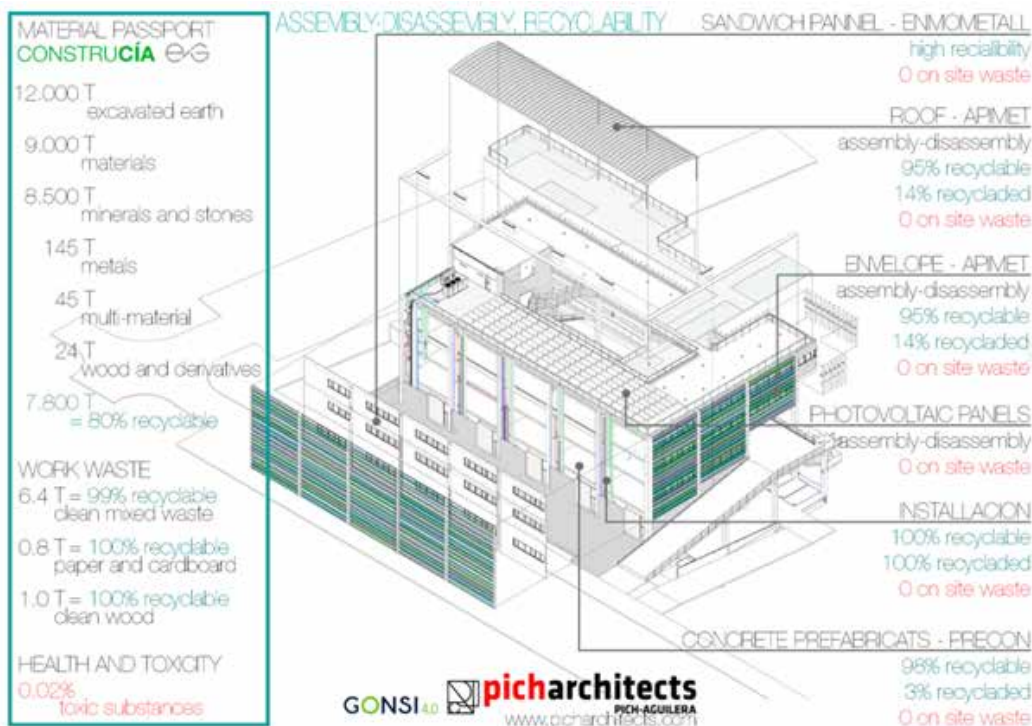 MATERIAL PASSPORT
CONSTRUCÍA
12.000 T
excavated earth
9.000 T
materials
8.500 T
minerals and stones
145 T
metals
45 T
multi-material
24 T
wood and derivatives
7.800 T
= 80% recyclable
WORK WASTE
6.4 T = 99% recyclable
clean mixed waste
0.8 T = 100% recyclable
paper and cardboard
1.0 T = 100% recyclable
clean wood
HEALTH AND TOXICITY
0.02%
toxic substances
ASSEMBLY-DISASSEMBLY, RECYCLABILITY
SANDWICH PANNEL - ENMOMETALL
high reciallbility
0 on site waste
ROOF - APIMET
assembly-disassembly
95% recyclable
14% recycladed
0 on site waste
ENVELOPE - APIMET
assembly-disassembly
95% recyclable
14% recycladed
0 on site waste
PHOTOVOLTAIC PANELS
assembly-disassembly
0 on site waste
INSTALLACION
100% recyclable
100% recycladed
0 on site waste
CONCRETE PREFABRICATS - PRECON
98% recyclable
3% recycladed
0 on site waste
GONSI 4.0
picharchitects
PICH-AGUILERA
www.picharchitects.com